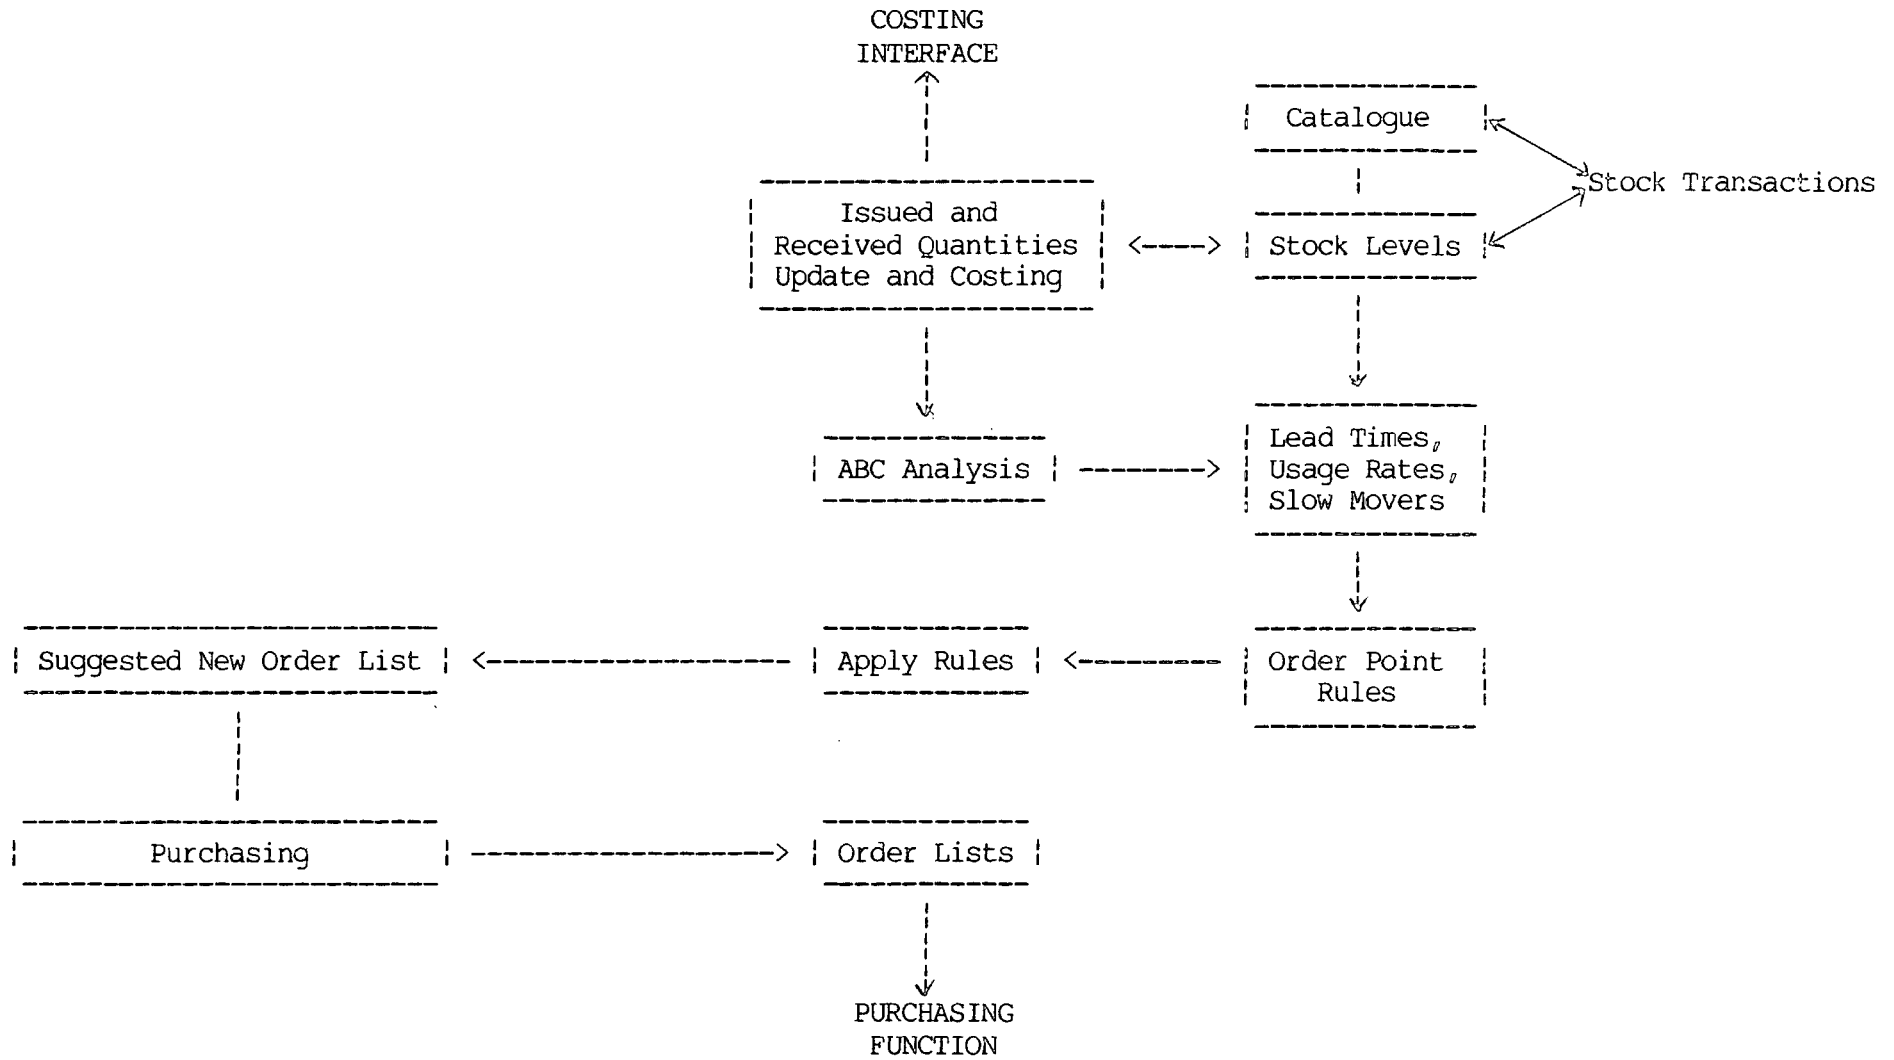 COSTING
INTERFACE
Catalogue
Stock Transactions
Issued and
Received Quantities
Update and Costing
Stock Levels
ABC Analysis
Lead Times,
Usage Rates,
Slow Movers
Suggested New Order List
Apply Rules
Order Point
Rules
Purchasing
Order Lists
PURCHASING
FUNCTION